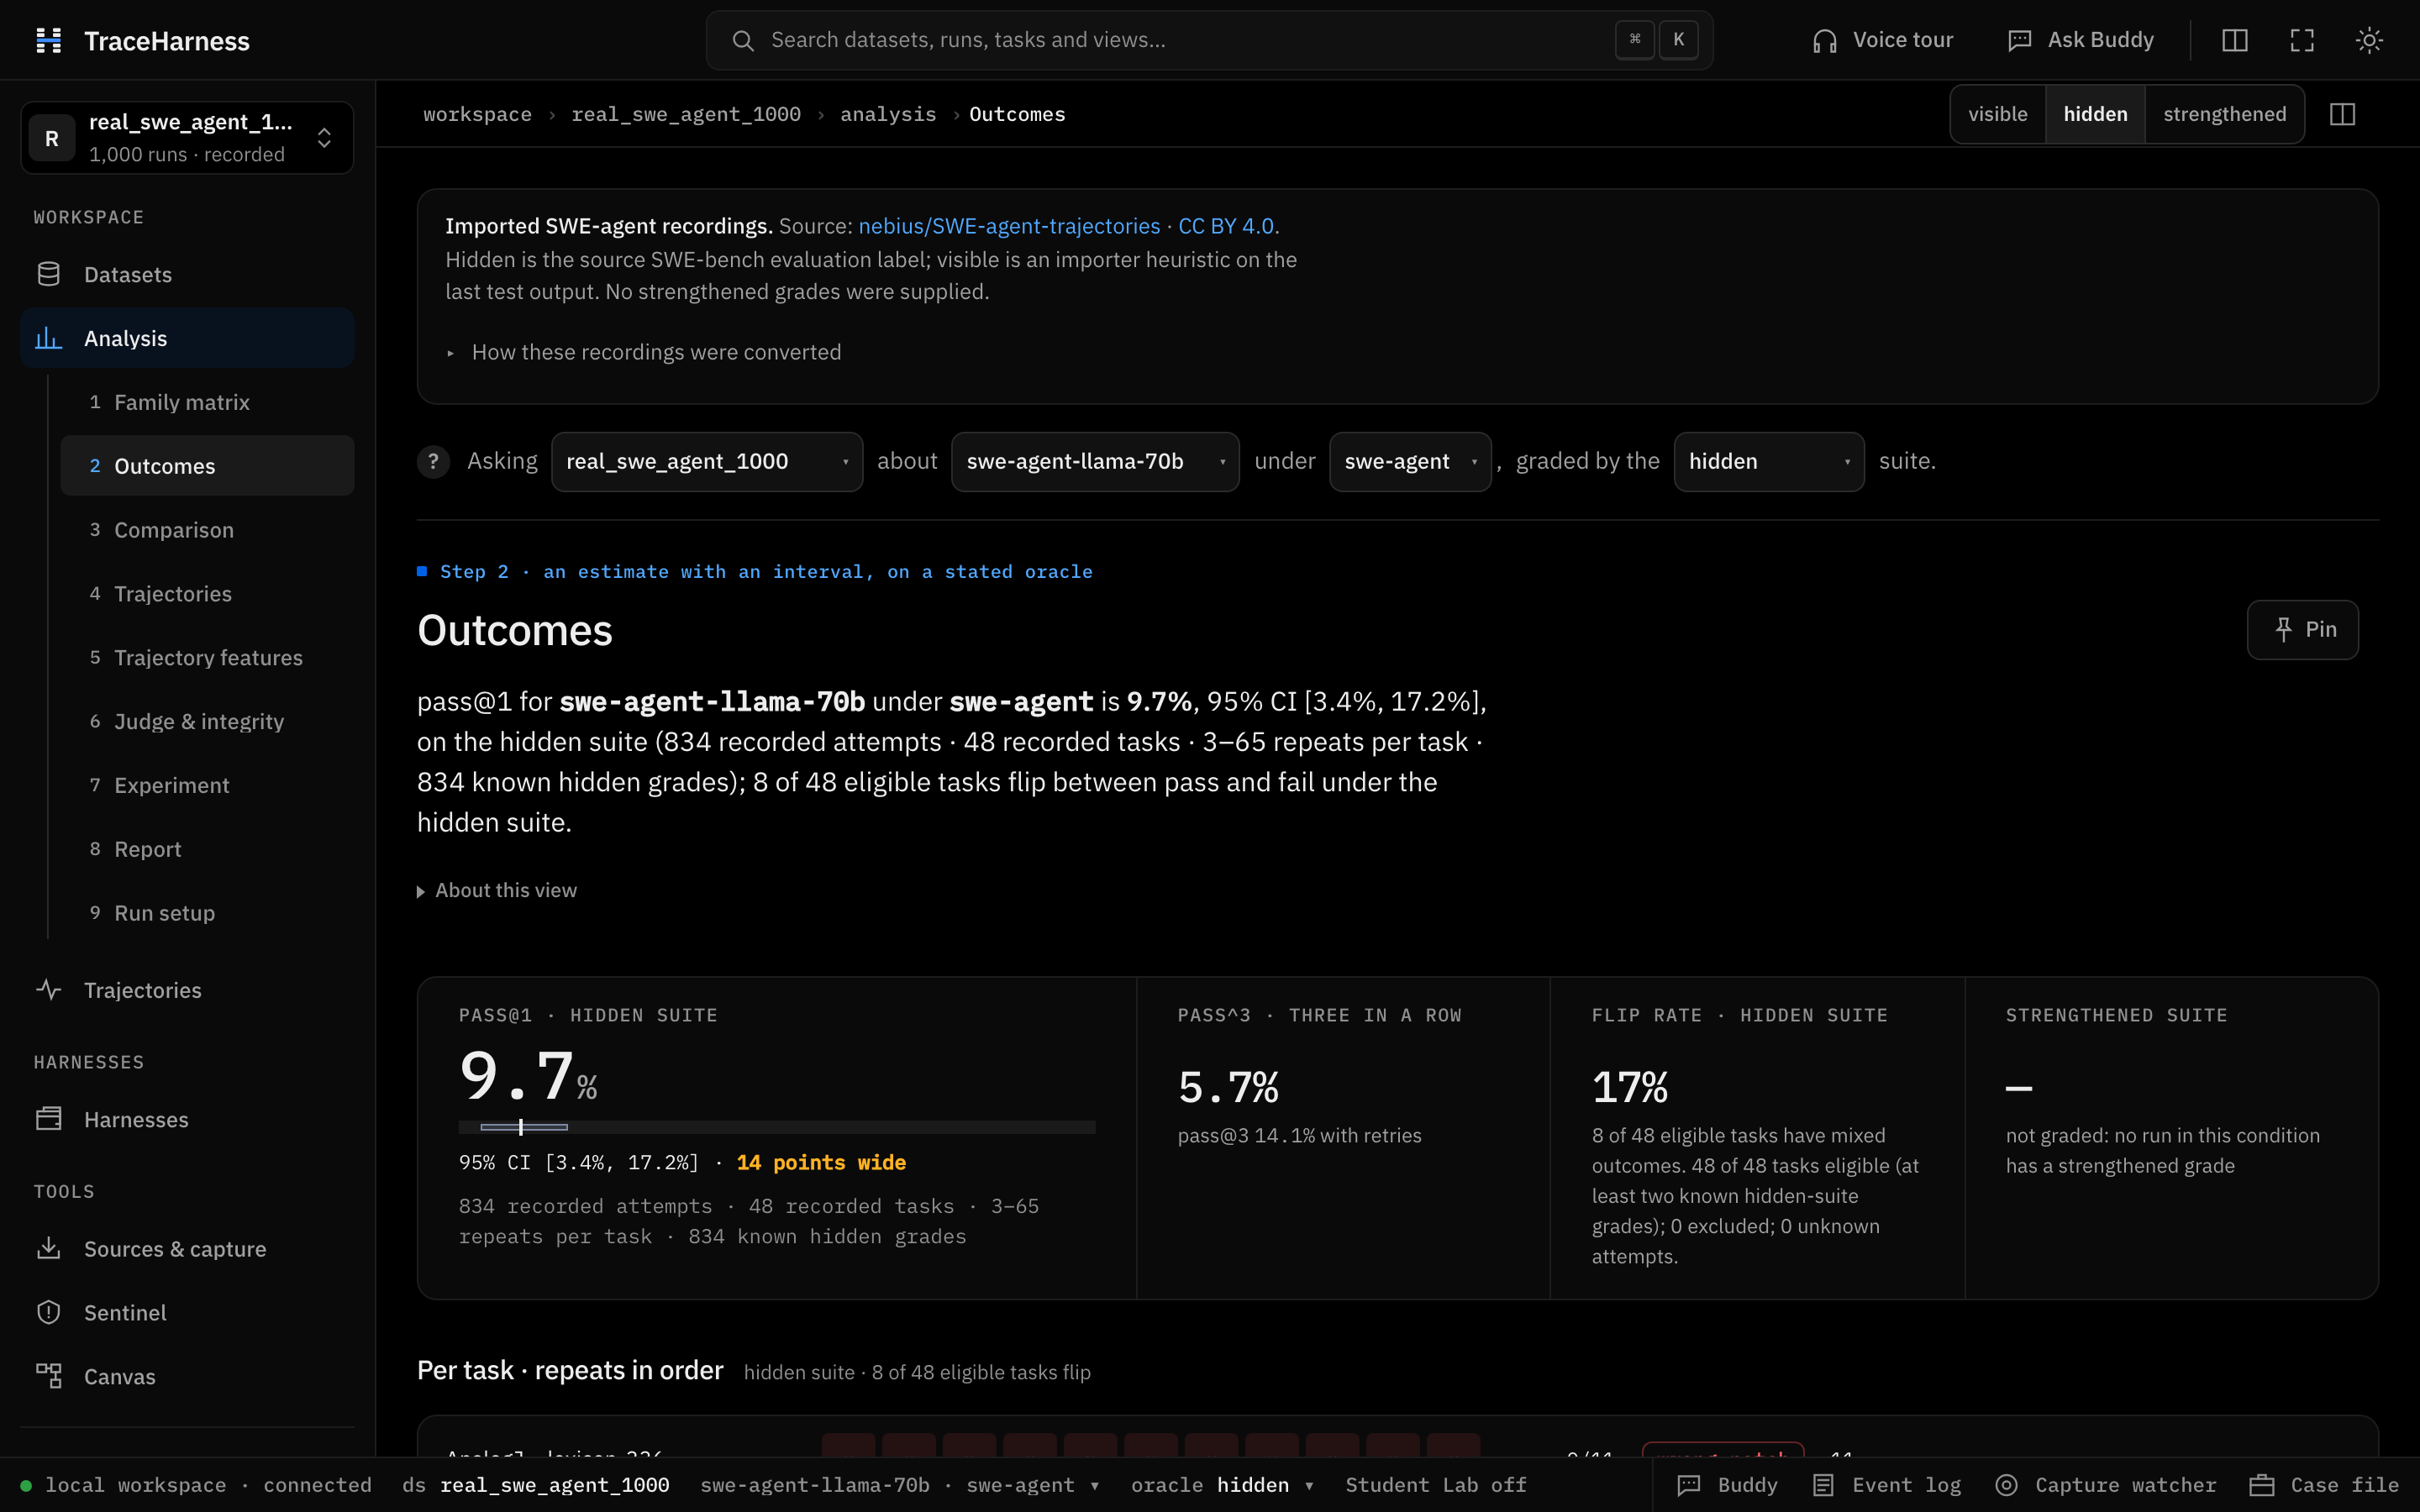 TraceHarness
Search datasets, runs, tasks and views...
⌘ K
Voice tour
Ask Buddy
R
real_swe_agent_1...
1,000 runs · recorded
workspace › real_swe_agent_1000 › analysis › Outcomes
visible hidden strengthened
WORKSPACE
Datasets
Analysis
1 Family matrix
2 Outcomes
3 Comparison
4 Trajectories
5 Trajectory features
6 Judge & integrity
7 Experiment
8 Report
9 Run setup
Trajectories
HARNESSES
Harnesses
TOOLS
Sources & capture
Sentinel
Canvas
Imported SWE-agent recordings. Source: nebius/SWE-agent-trajectories · CC BY 4.0.
Hidden is the source SWE-bench evaluation label; visible is an importer heuristic on the
last test output. No strengthened grades were supplied.
How these recordings were converted
? Asking real_swe_agent_1000 about swe-agent-llama-70b under swe-agent , graded by the hidden suite.
Step 2 · an estimate with an interval, on a stated oracle
Outcomes
Pin
pass@1 for swe-agent-llama-70b under swe-agent is 9.7%, 95% CI [3.4%, 17.2%],
on the hidden suite (834 recorded attempts · 48 recorded tasks · 3–65 repeats per task ·
834 known hidden grades); 8 of 48 eligible tasks flip between pass and fail under the
hidden suite.
About this view
PASS@1 · HIDDEN SUITE
9.7%
95% CI [3.4%, 17.2%] · 14 points wide
834 recorded attempts · 48 recorded tasks · 3–65
repeats per task · 834 known hidden grades
PASS^3 · THREE IN A ROW
5.7%
pass@3 14.1% with retries
FLIP RATE · HIDDEN SUITE
17%
8 of 48 eligible tasks have mixed
outcomes. 48 of 48 tasks eligible (at
least two known hidden-suite
grades); 0 excluded; 0 unknown
attempts.
STRENGTHENED SUITE
—
not graded: no run in this condition
has a strengthened grade
Per task · repeats in order
hidden suite · 8 of 48 eligible tasks flip
local workspace · connected
ds real_swe_agent_1000
swe-agent-llama-70b · swe-agent
oracle hidden
Student Lab off
Buddy
Event log
Capture watcher
Case file